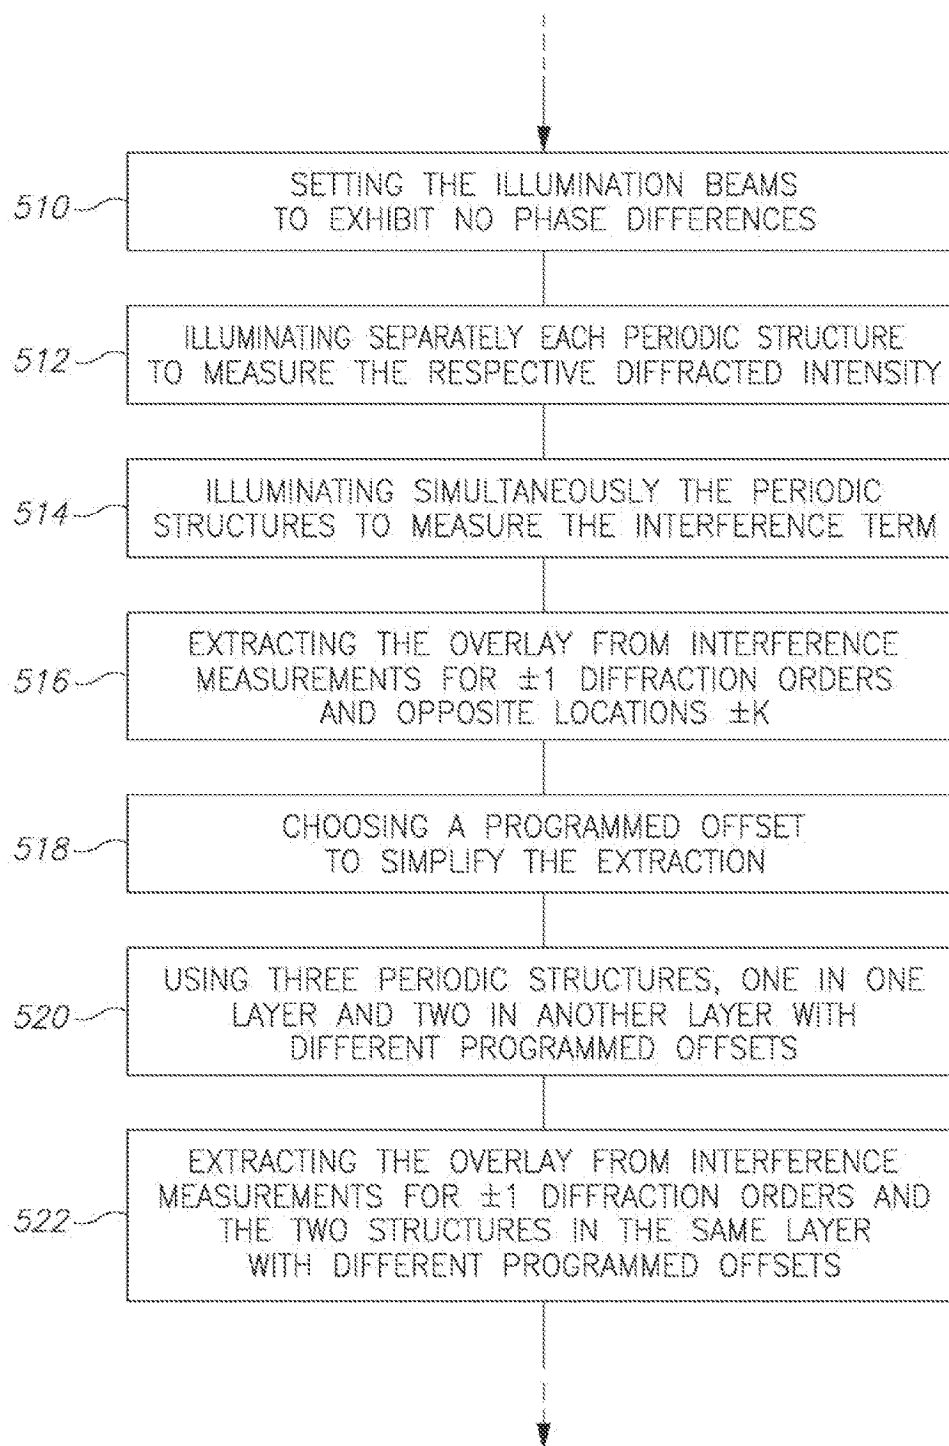 510
SETTING THE ILLUMINATION BEAMS
TO EXHIBIT NO PHASE DIFFERENCES
512
ILLUMINATING SEPARATELY EACH PERIODIC STRUCTURE
TO MEASURE THE RESPECTIVE DIFFRACTED INTENSITY
514
ILLUMINATING SIMULTANEOUSLY THE PERIODIC
STRUCTURES TO MEASURE THE INTERFERENCE TERM
516
EXTRACTING THE OVERLAY FROM INTERFERENCE
MEASUREMENTS FOR ±1 DIFFRACTION ORDERS
AND OPPOSITE LOCATIONS ±K
518
CHOOSING A PROGRAMMED OFFSET
TO SIMPLIFY THE EXTRACTION
520
USING THREE PERIODIC STRUCTURES, ONE IN ONE
LAYER AND TWO IN ANOTHER LAYER WITH
DIFFERENT PROGRAMMED OFFSETS
522
EXTRACTING THE OVERLAY FROM INTERFERENCE
MEASUREMENTS FOR ±1 DIFFRACTION ORDERS AND
THE TWO STRUCTURES IN THE SAME LAYER
WITH DIFFERENT PROGRAMMED OFFSETS